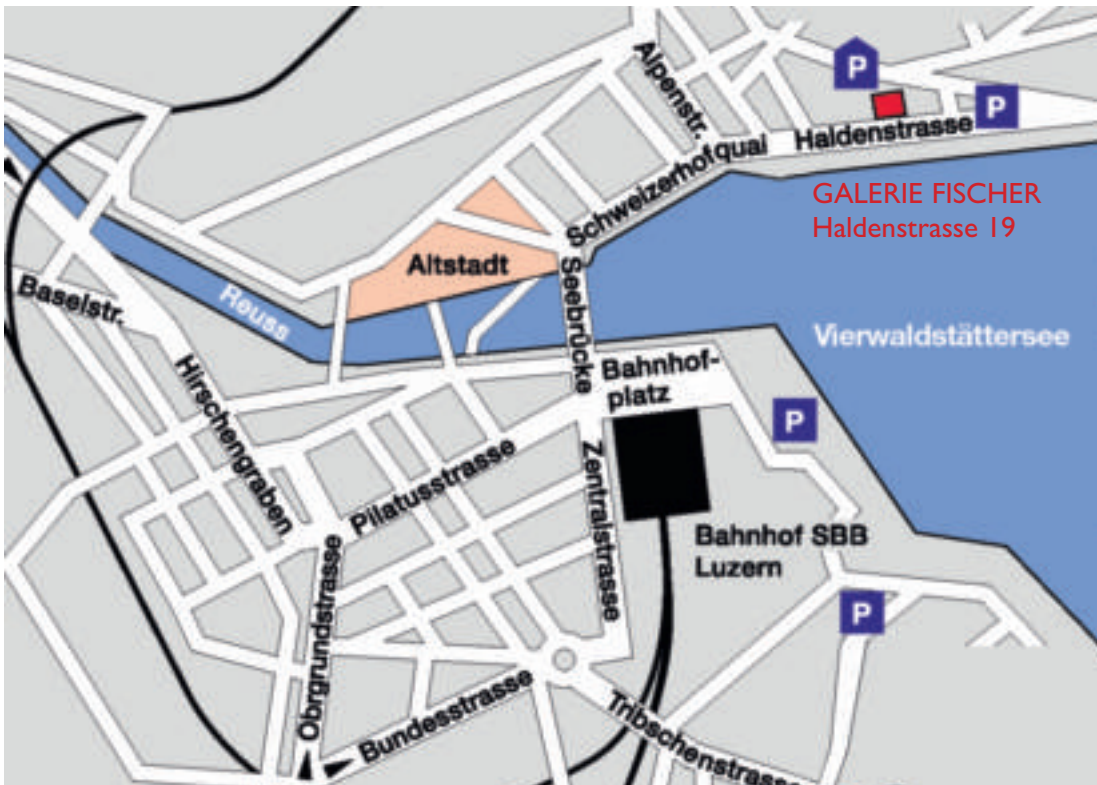 Alpenstr.
P
P
Haldenstrasse
Schweizerhofquai
GALERIE FISCHER
Haldenstrasse 19
Altstadt
Seebrücke
Baselstr.
Reuss
Vierwaldstättersee
Bahnhof-
platz
Hirschengraben
P
Pilatusstrasse
Zentralstrasse
Bahnhof SBB
Luzern
P
Obrgrundstrasse
Bundesstrasse
Tribschenstrasse